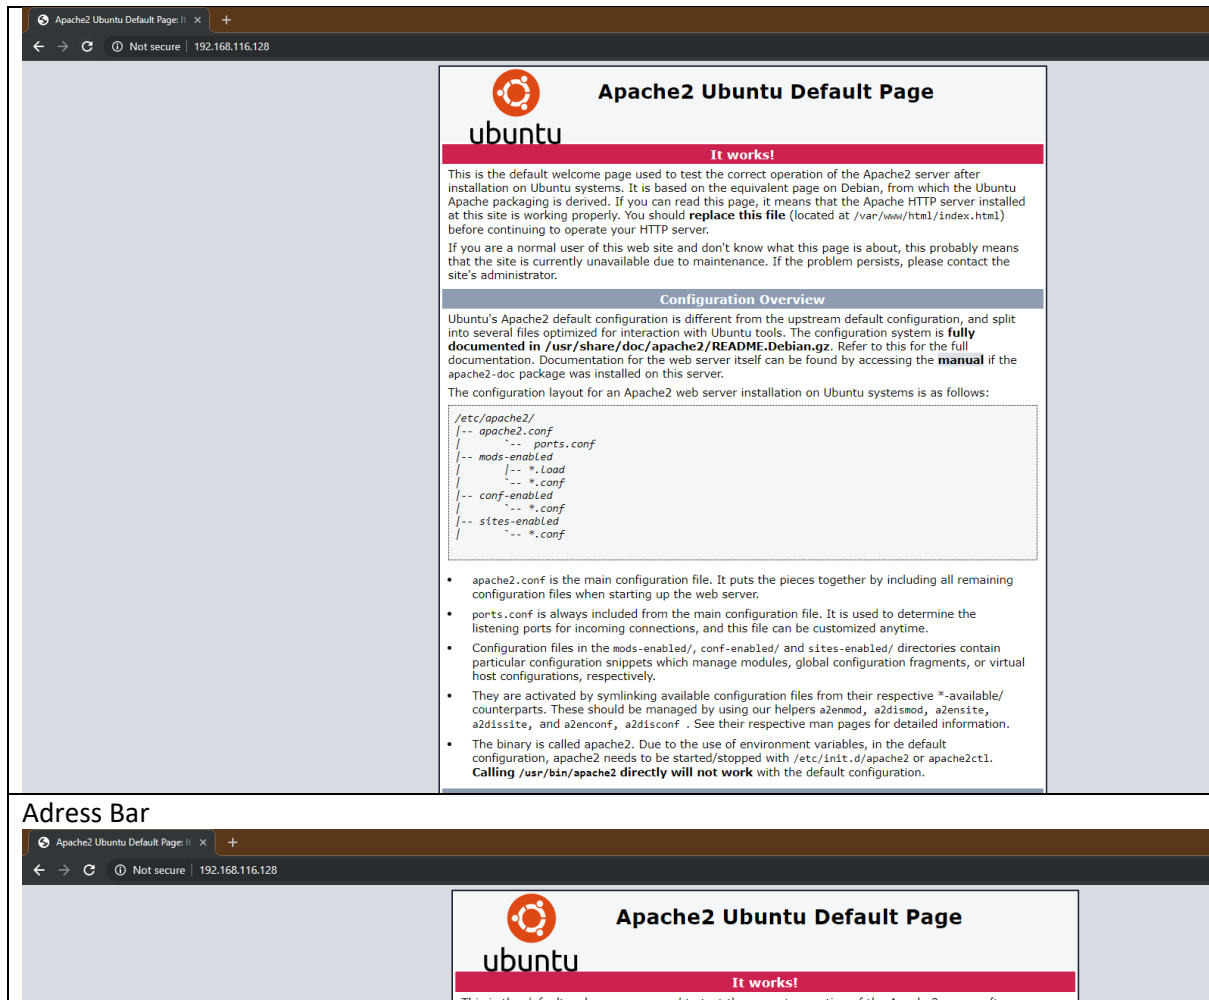 Apache2 Ubuntu Default Page: It
Not secure | 192.168.116.128
ubuntu
Apache2 Ubuntu Default Page
It works!
This is the default welcome page used to test the correct operation of the Apache2 server after
installation on Ubuntu systems. It is based on the equivalent page on Debian, from which the Ubuntu
Apache packaging is derived. If you can read this page, it means that the Apache HTTP server installed
at this site is working properly. You should replace this file (located at /var/www/html/index.html)
before continuing to operate your HTTP server.
If you are a normal user of this web site and don't know what this page is about, this probably means
that the site is currently unavailable due to maintenance. If the problem persists, please contact the
site's administrator.
Configuration Overview
Ubuntu's Apache2 default configuration is different from the upstream default configuration, and split
into several files optimized for interaction with Ubuntu tools. The configuration system is fully
documented in /usr/share/doc/apache2/README.Debian.gz. Refer to this for the full
documentation. Documentation for the web server itself can be found by accessing the manual if the
apache2-doc package was installed on this server.
The configuration layout for an Apache2 web server installation on Ubuntu systems is as follows:
/etc/apache2/
|-- apache2.conf
|       `--  ports.conf
|-- mods-enabled
|       |-- *.load
|       `-- *.conf
|-- conf-enabled
|       `-- *.conf
|-- sites-enabled
|       `-- *.conf
• apache2.conf is the main configuration file. It puts the pieces together by including all remaining
configuration files when starting up the web server.
• ports.conf is always included from the main configuration file. It is used to determine the
listening ports for incoming connections, and this file can be customized anytime.
• Configuration files in the mods-enabled/, conf-enabled/ and sites-enabled/ directories contain
particular configuration snippets which manage modules, global configuration fragments, or virtual
host configurations, respectively.
• They are activated by symlinking available configuration files from their respective *-available/
counterparts. These should be managed by using our helpers a2enmod, a2dismod, a2ensite,
a2dissite, and a2enconf, a2disconf . See their respective man pages for detailed information.
• The binary is called apache2. Due to the use of environment variables, in the default
configuration, apache2 needs to be started/stopped with /etc/init.d/apache2 or apache2ctl.
Calling /usr/bin/apache2 directly will not work with the default configuration.
Adress Bar
Apache2 Ubuntu Default Page: It
Not secure | 192.168.116.128
ubuntu
Apache2 Ubuntu Default Page
It works!